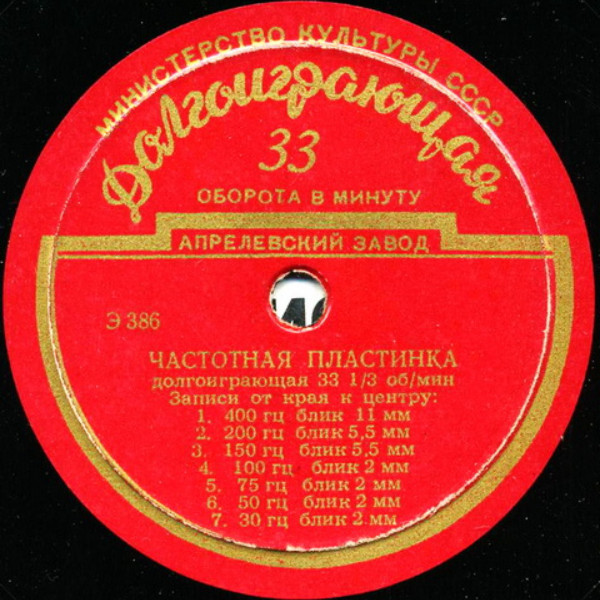 МИНИСТЕРСТВО КУЛЬТУРЫ СССР
Долгоиграющая
33
ОБОРОТА В МИНУТУ
АПРЕЛЕВСКИЙ ЗАВОД
Э 386
ЧАСТОТНАЯ ПЛАСТИНКА
долгоиграющая 33 1/3 об/мин
Записи от края к центру:
1. 400 гц блик 11 мм
2. 200 гц блик 5,5 мм
3. 150 гц блик 5,5 мм
4. 100 гц блик 2 мм
5. 75 гц блик 2 мм
6. 50 гц блик 2 мм
7. 30 гц блик 2 мм